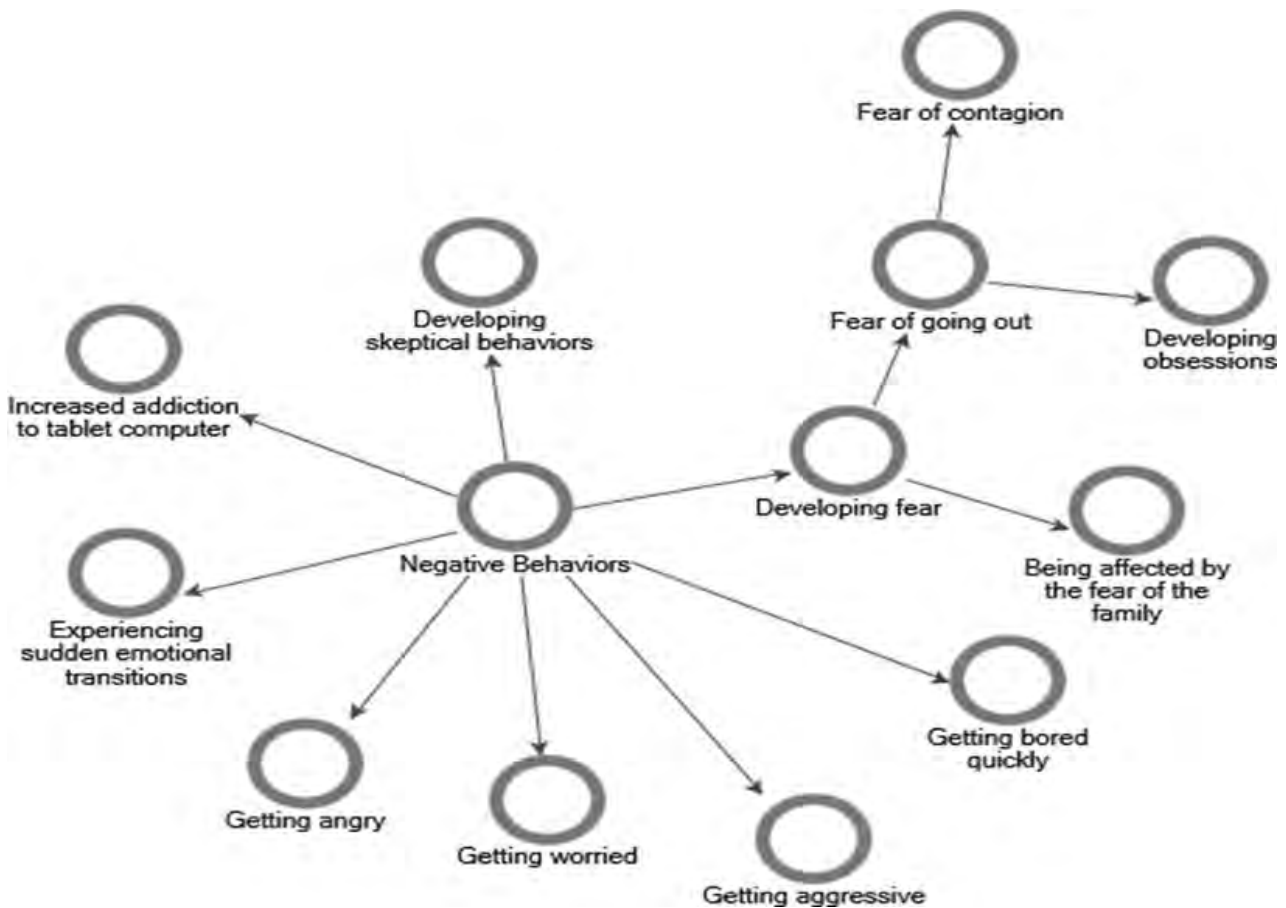 Fear of contagion
Fear of going out
Developing
obsessions
Developing
skeptical behaviors
Increased addiction
to tablet computer
Developing fear
Negative Behaviors
Being affected by
the fear of the
family
Experiencing
sudden emotional
transitions
Getting bored
quickly
Getting angry
Getting worried
Getting aggressive